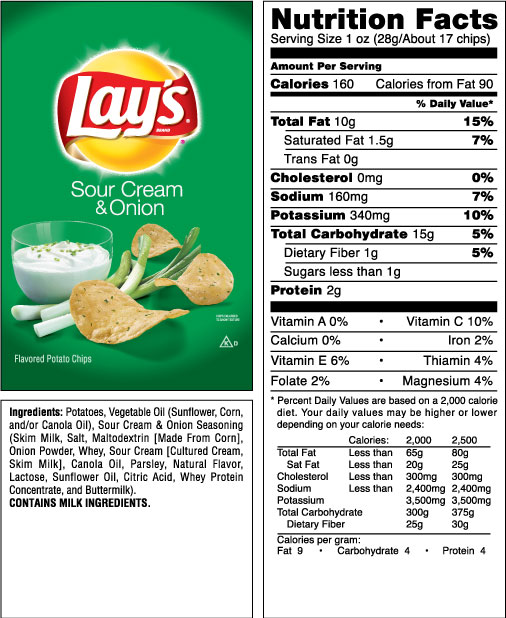 Lay's
BRAND
®
Sour Cream
& Onion
Flavored Potato Chips
K D
Ingredients: Potatoes, Vegetable Oil (Sunflower, Corn,
and/or Canola Oil), Sour Cream & Onion Seasoning
(Skim Milk, Salt, Maltodextrin [Made From Corn],
Onion Powder, Whey, Sour Cream [Cultured Cream,
Skim Milk], Canola Oil, Parsley, Natural Flavor,
Lactose, Sunflower Oil, Citric Acid, Whey Protein
Concentrate, and Buttermilk).
CONTAINS MILK INGREDIENTS.
Nutrition Facts
Serving Size 1 oz (28g/About 17 chips)
Amount Per Serving
Calories 160 Calories from Fat 90
% Daily Value*
Total Fat 10g 15%
Saturated Fat 1.5g 7%
Trans Fat 0g
Cholesterol 0mg 0%
Sodium 160mg 7%
Potassium 340mg 10%
Total Carbohydrate 15g 5%
Dietary Fiber 1g 5%
Sugars less than 1g
Protein 2g
Vitamin A 0% • Vitamin C 10%
Calcium 0% • Iron 2%
Vitamin E 6% • Thiamin 4%
Folate 2% • Magnesium 4%
* Percent Daily Values are based on a 2,000 calorie
diet. Your daily values may be higher or lower
depending on your calorie needs:
Calories: 2,000 2,500
Total Fat Less than 65g 80g
Sat Fat Less than 20g 25g
Cholesterol Less than 300mg 300mg
Sodium Less than 2,400mg 2,400mg
Potassium 3,500mg 3,500mg
Total Carbohydrate 300g 375g
Dietary Fiber 25g 30g
Calories per gram:
Fat 9 • Carbohydrate 4 • Protein 4